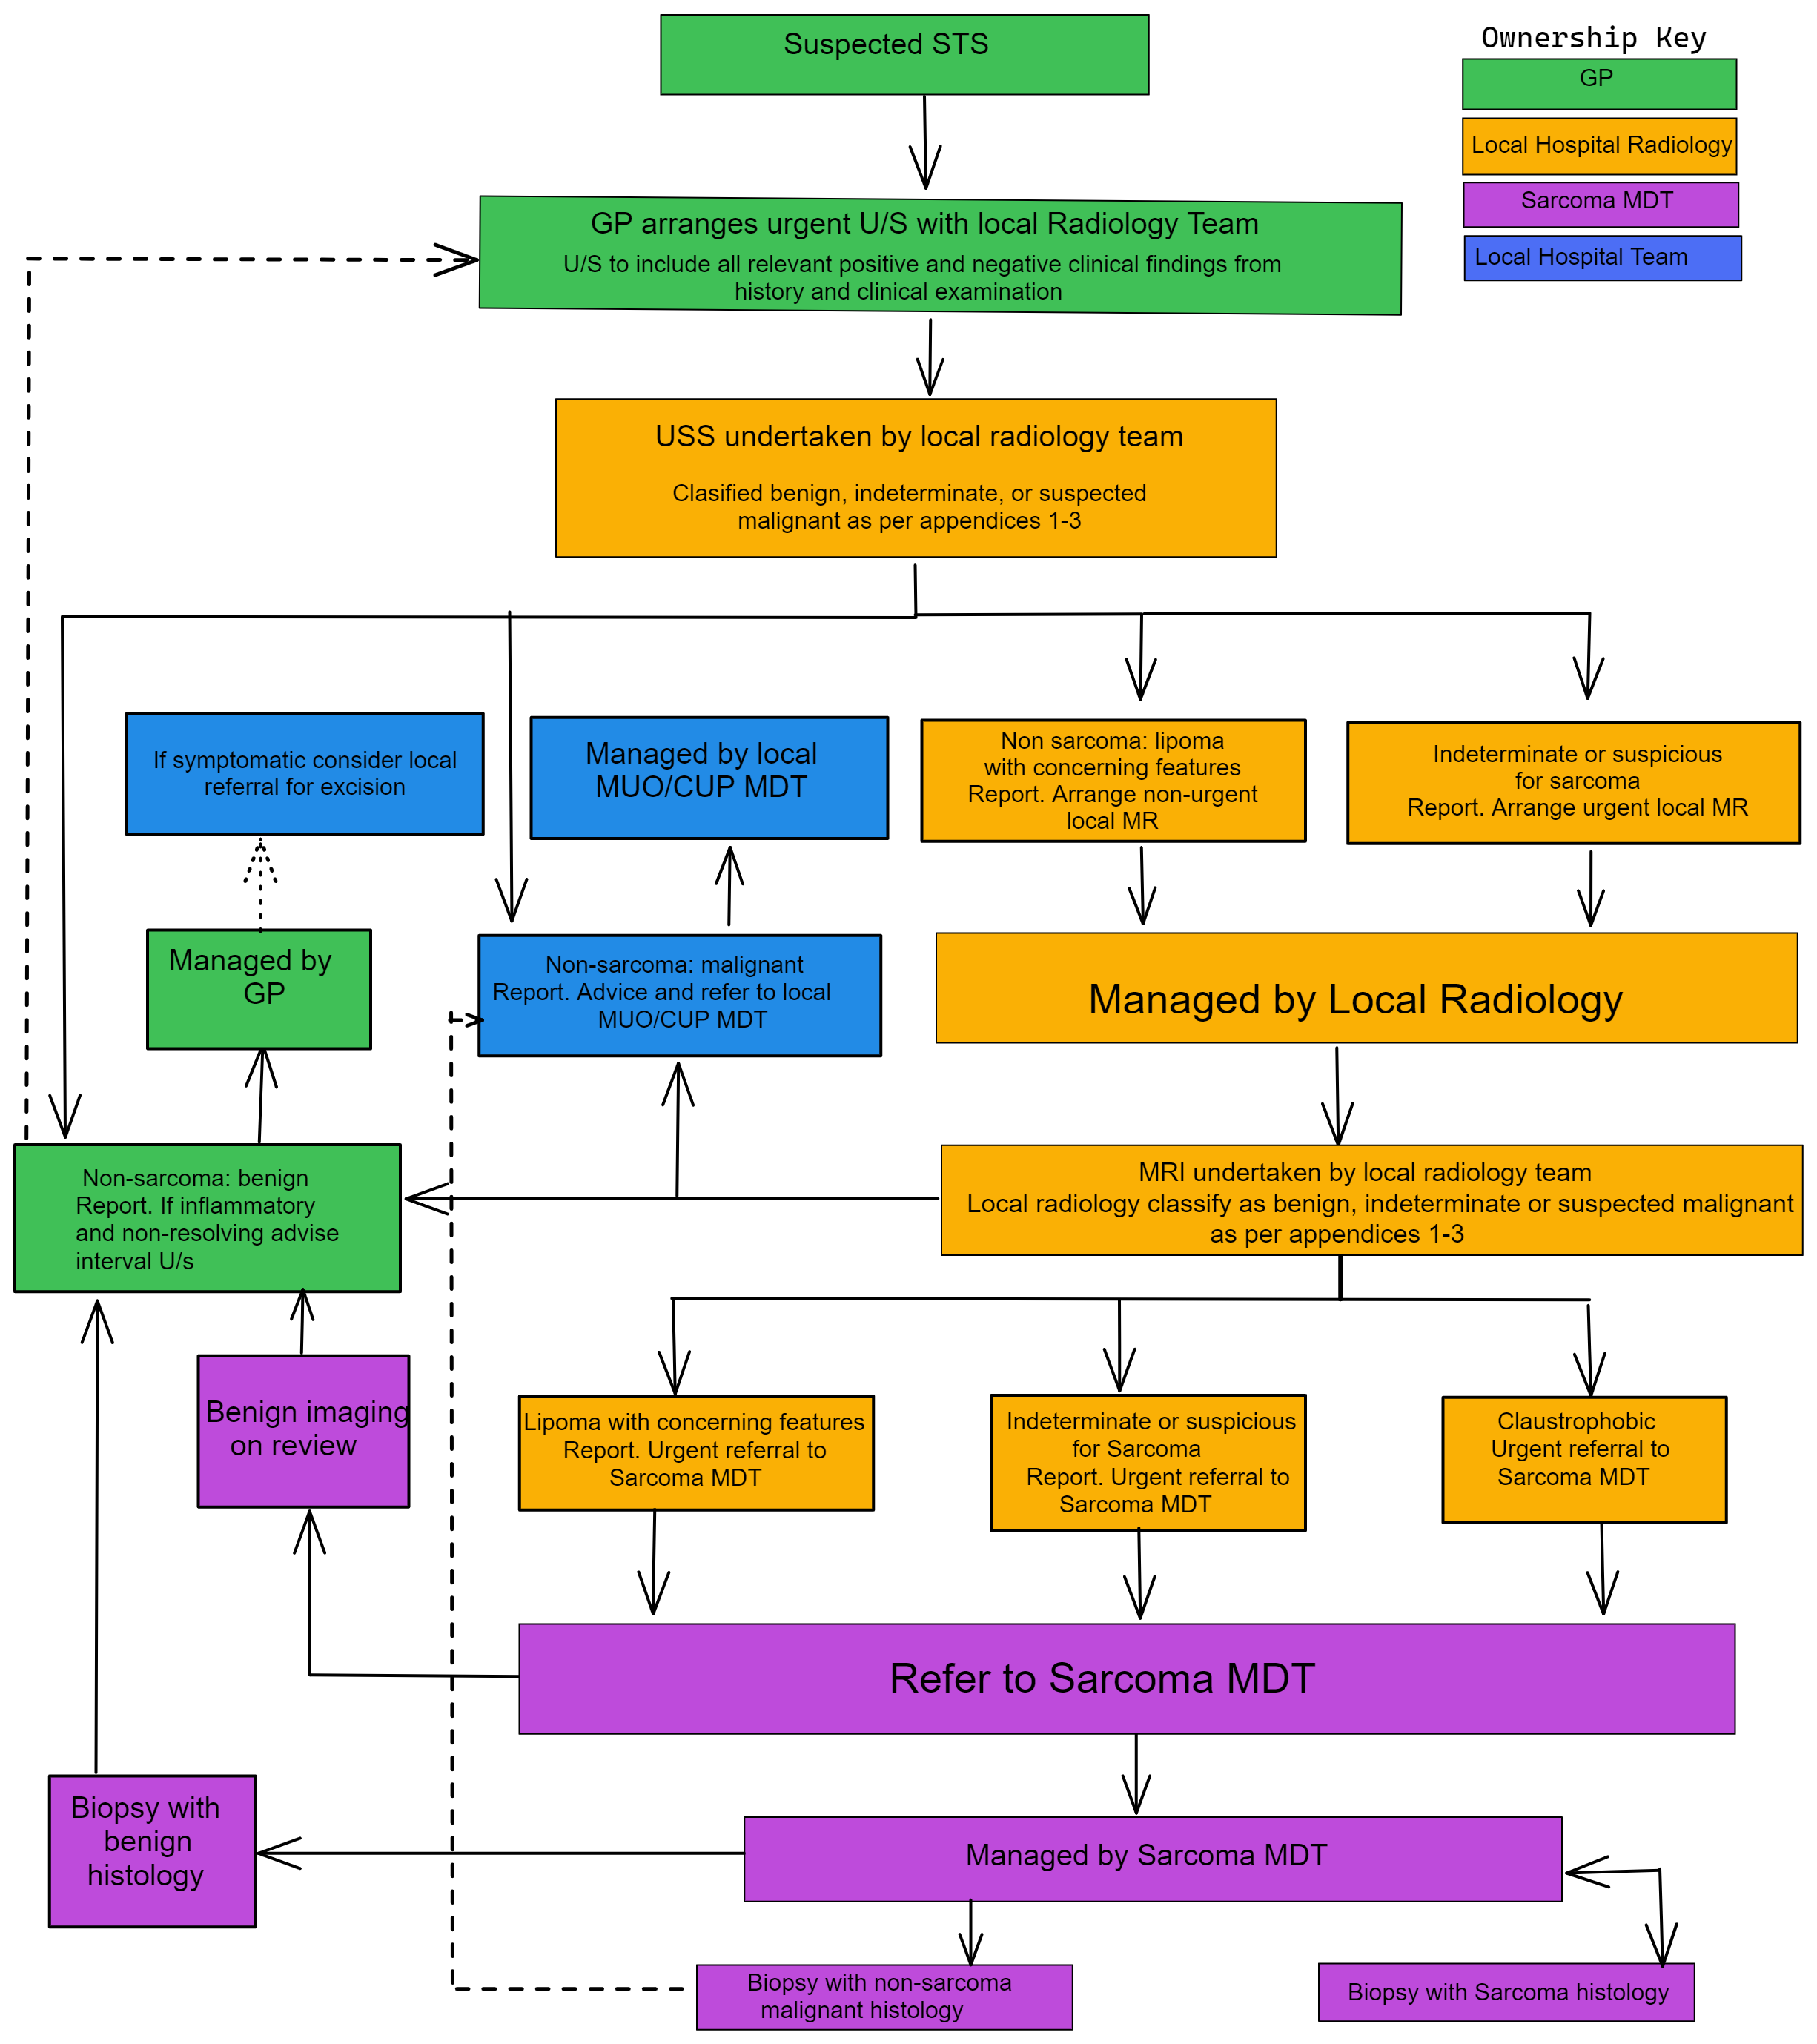 Suspected STS
Ownership Key
GP
Local Hospital Radiology
Sarcoma MDT
Local Hospital Team
GP arranges urgent U/S with local Radiology Team
U/S to include all relevant positive and negative clinical findings from
history and clinical examination
USS undertaken by local radiology team
Clasified benign, indeterminate, or suspected
malignant as per appendices 1-3
If symptomatic consider local
referral for excision
Managed by local
MUO/CUP MDT
Non sarcoma: lipoma
with concerning features
Report. Arrange non-urgent
local MR
Indeterminate or suspicious
for sarcoma
Report. Arrange urgent local MR
Managed by
GP
Non-sarcoma: malignant
Report. Advice and refer to local
MUO/CUP MDT
Managed by Local Radiology
Non-sarcoma: benign
Report. If inflammatory
and non-resolving advise
interval U/s
MRI undertaken by local radiology team
Local radiology classify as benign, indeterminate or suspected malignant
as per appendices 1-3
Benign imaging
on review
Lipoma with concerning features
Report. Urgent referral to
Sarcoma MDT
Indeterminate or suspicious
for Sarcoma
Report. Urgent referral to
Sarcoma MDT
Claustrophobic
Urgent referral to
Sarcoma MDT
Refer to Sarcoma MDT
Biopsy with
benign
histology
Managed by Sarcoma MDT
Biopsy with non-sarcoma
malignant histology
Biopsy with Sarcoma histology